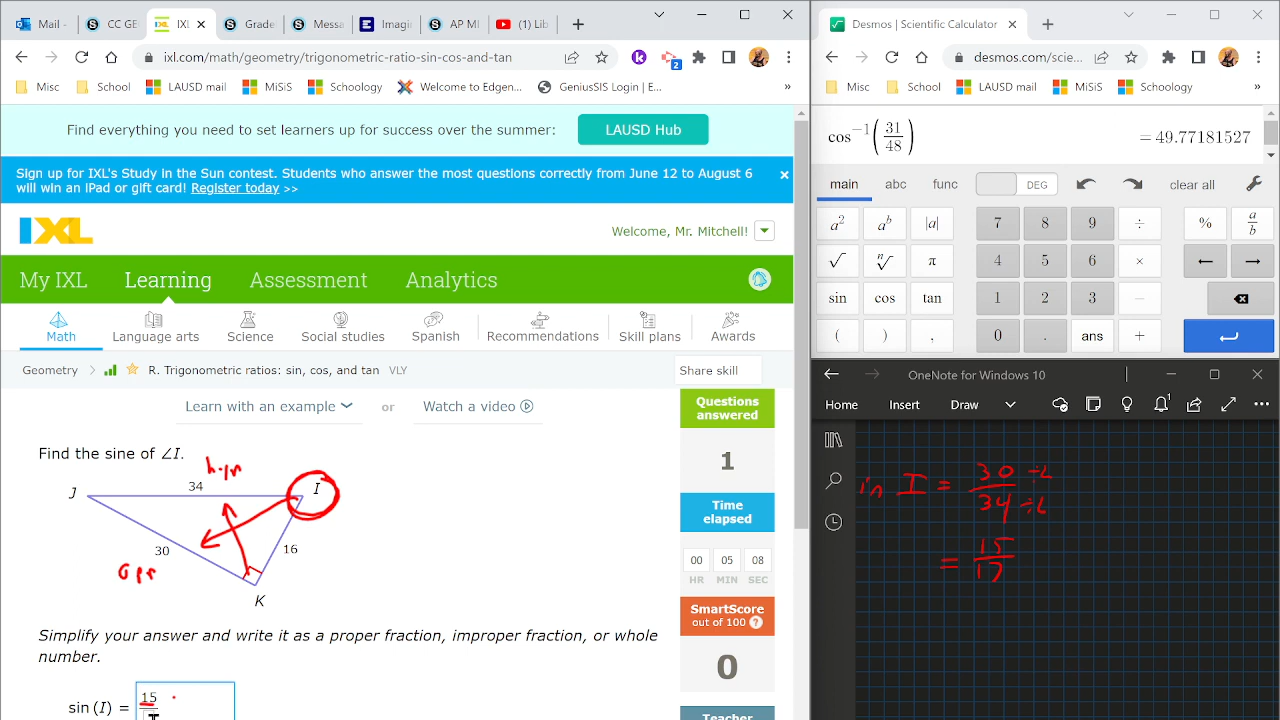 Mail -
CC GE
IXL
Grade
Messa
Imagir
AP MI
(1) Lib
ixl.com/math/geometry/trigonometric-ratio-sin-cos-and-tan
2
Misc
School
LAUSD mail
MiSiS
Schoology
Welcome to Edgen...
GeniusSIS Login | E...
»
Find everything you need to set learners up for success over the summer:
LAUSD Hub
Sign up for IXL's Study in the Sun contest. Students who answer the most questions correctly from June 12 to August 6
will win an iPad or gift card! Register today >>
IXL
Welcome, Mr. Mitchell!
My IXL
Learning
Assessment
Analytics
Math
Language arts
Science
Social studies
Spanish
Recommendations
Skill plans
Awards
Geometry
R. Trigonometric ratios: sin, cos, and tan VLY
Share skill
Learn with an example
or
Watch a video
Find the sine of ∠I.
hyp
J
34
I
30
16
opp
K
Simplify your answer and write it as a proper fraction, improper fraction, or whole
number.
sin (I) =
15
Questions
answered
1
Time
elapsed
00 05 08
HR MIN SEC
SmartScore
out of 100 ?
0
Teacher
Desmos | Scientific Calculator
desmos.com/scie...
Misc
School
LAUSD mail
MiSiS
Schoology
»
cos⁻¹(31/48)
= 49.77181527
main
abc
func
DEG
clear all
a² aᵇ |a| 7 8 9 ÷ % a/b
√ ⁿ√ π 4 5 6 × ← →
sin cos tan 1 2 3 −
( ) , 0 . ans +
OneNote for Windows 10
Home
Insert
Draw
in I = 30/34
= 15/17